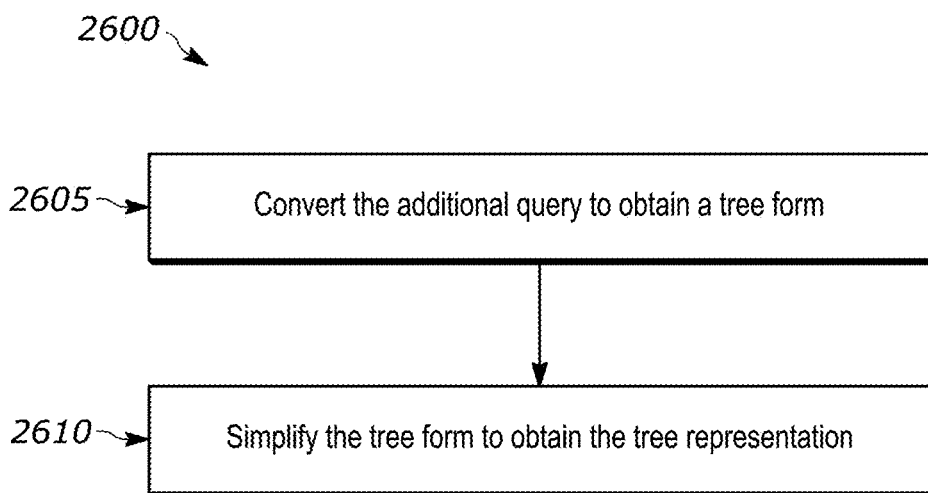 2600
2605
Convert the additional query to obtain a tree form
2610
Simplify the tree form to obtain the tree representation